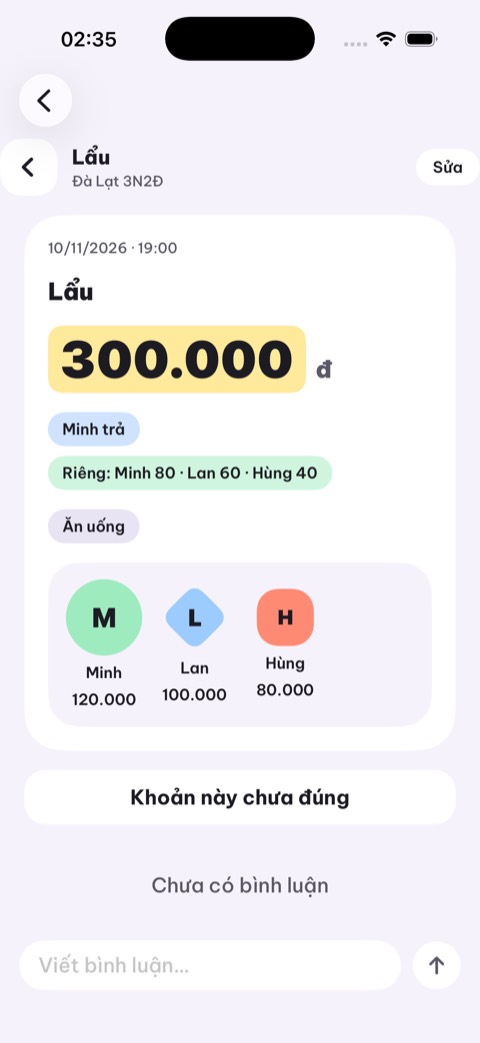 02:35
Lẩu
Đà Lạt 3N2Đ
Sửa
10/11/2026 · 19:00
Lẩu
300.000 đ
Minh trả
Riêng: Minh 80 · Lan 60 · Hùng 40
Ăn uống
M L H
Minh Lan Hùng
120.000 100.000 80.000
Khoản này chưa đúng
Chưa có bình luận
Viết bình luận...